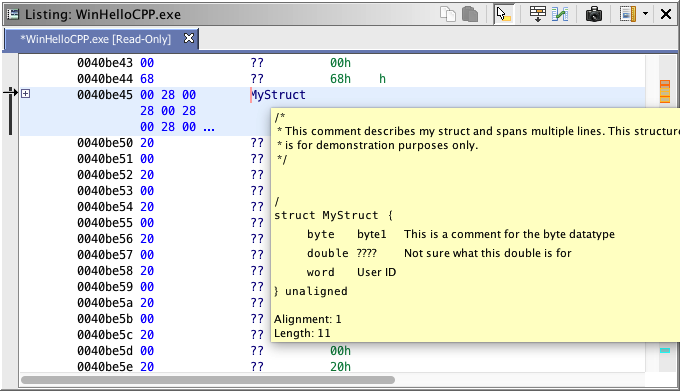 Listing: WinHelloCPP.exe
*WinHelloCPP.exe [Read-Only]
0040be43 00 ?? 00h
0040be44 68 ?? 68h h
0040be45 00 28 00 MyStruct
28 00 28
00 28 00 ...
/*
* This comment describes my struct and spans multiple lines. This structure
* is for demonstration purposes only.
*/
/
struct MyStruct {
byte byte1 This is a comment for the byte datatype
double ???? Not sure what this double is for
word User ID
} unaligned
Alignment: 1
Length: 11
0040be50 20 ??
0040be51 00 ??
0040be52 20 ??
0040be53 00 ??
0040be54 20 ??
0040be55 00 ??
0040be56 20 ??
0040be57 00 ??
0040be58 20 ??
0040be59 00 ??
0040be5a 20 ??
0040be5b 00 ??
0040be5c 20 ??
0040be5d 00 ?? 00h
0040be5e 20 ?? 20h